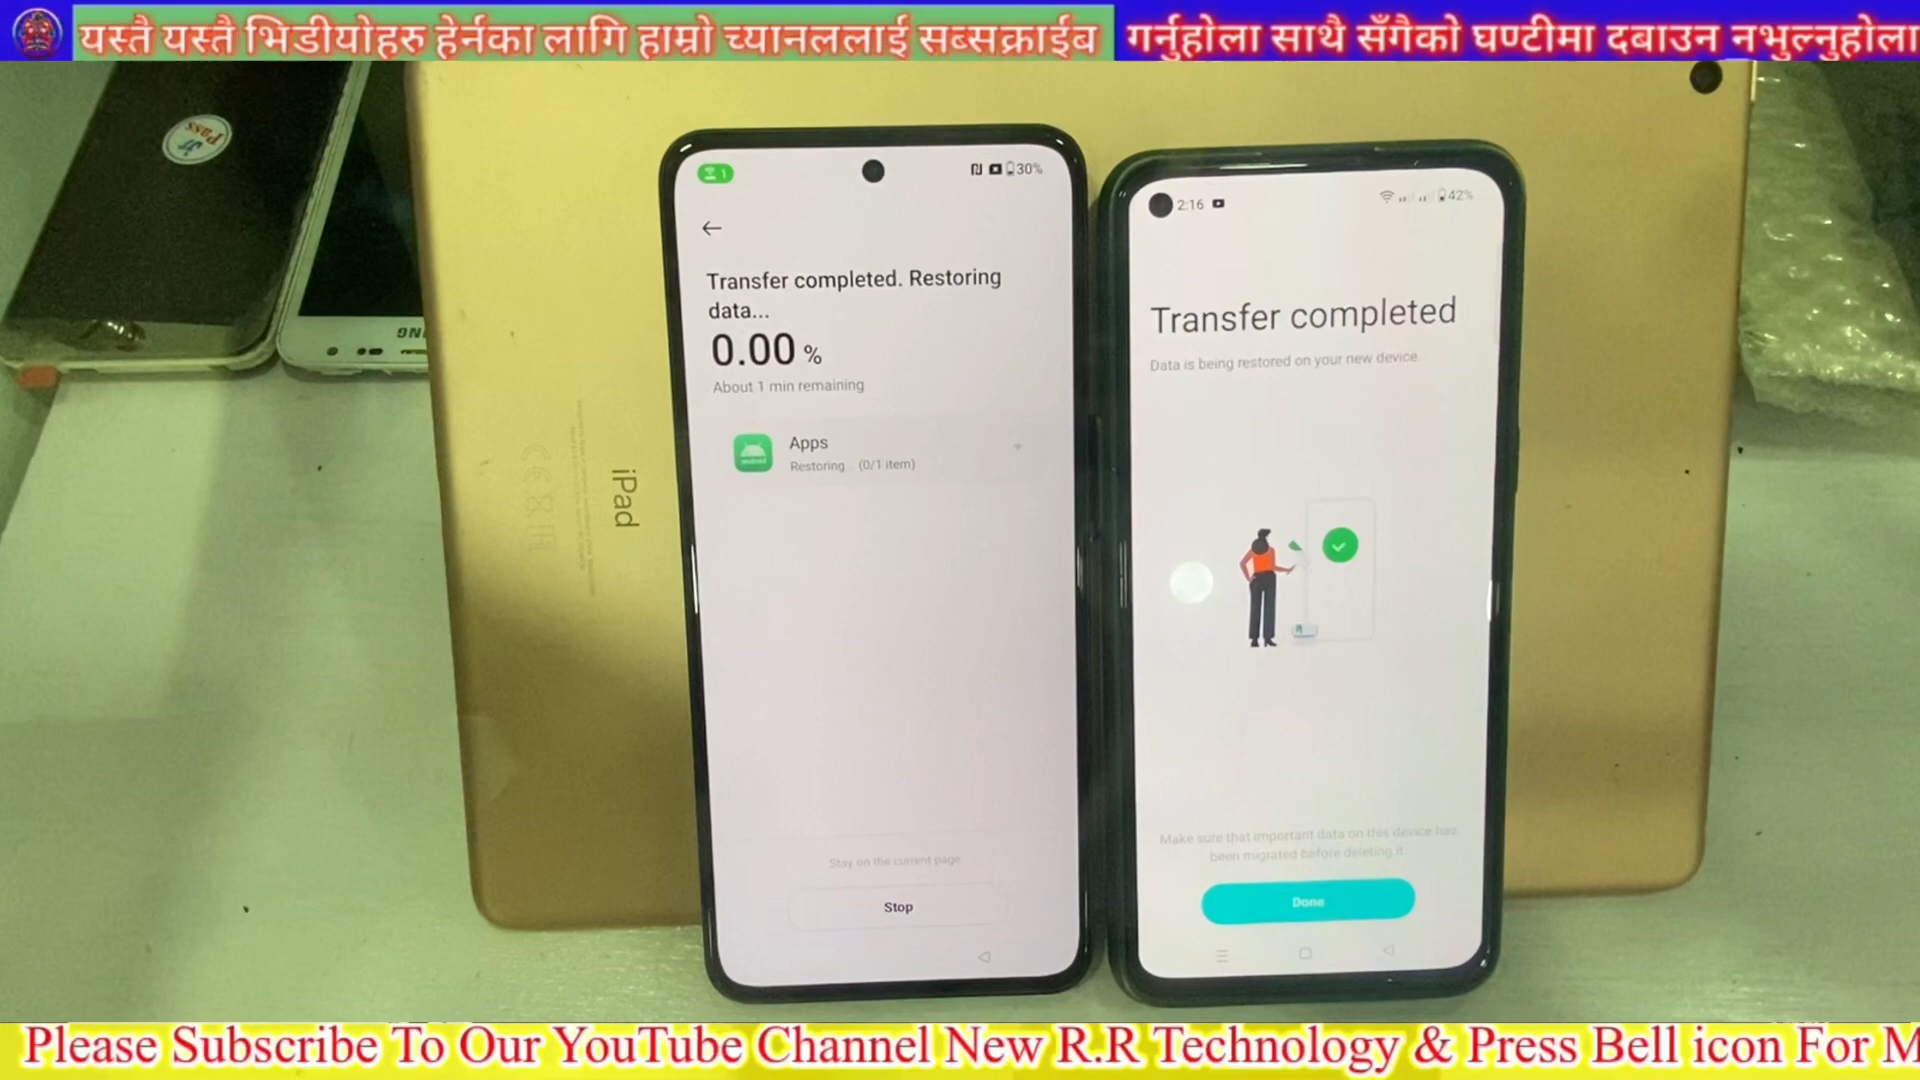 यस्तै यस्तै भिडीयोहरु हेर्नका लागि हाम्रो च्यानललाई सब्सक्राईब गर्नुहोला साथै सँगैको घण्टीमा दबाउन नभुल्नुहोला
Pass
SAMSUNG
iPad
1
30%
Transfer completed. Restoring
data...
0.00 %
About 1 min remaining
Apps
Restoring... (0/1 item)
Stay on the current page
Stop
2:16
42%
Transfer completed
Data is being restored on your new device.
Make sure that important data on this device has
been migrated before deleting it.
Done
Please Subscribe To Our YouTube Channel New R.R Technology & Press Bell icon For M